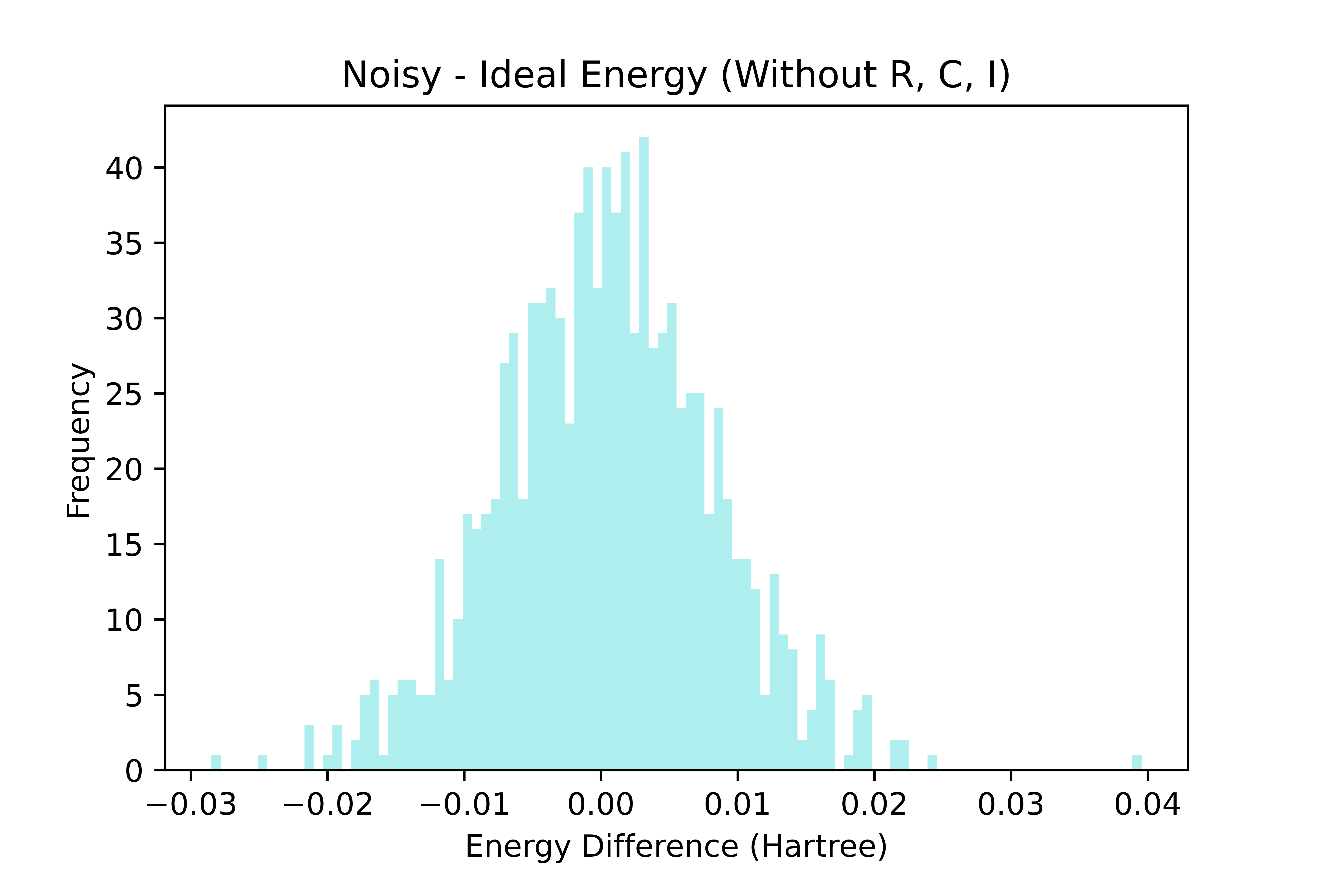 Noisy - Ideal Energy (Without R, C, I)
40
35
30
25
20
15
10
5
0
Frequency
−0.03 −0.02 −0.01 0.00 0.01 0.02 0.03 0.04
Energy Difference (Hartree)